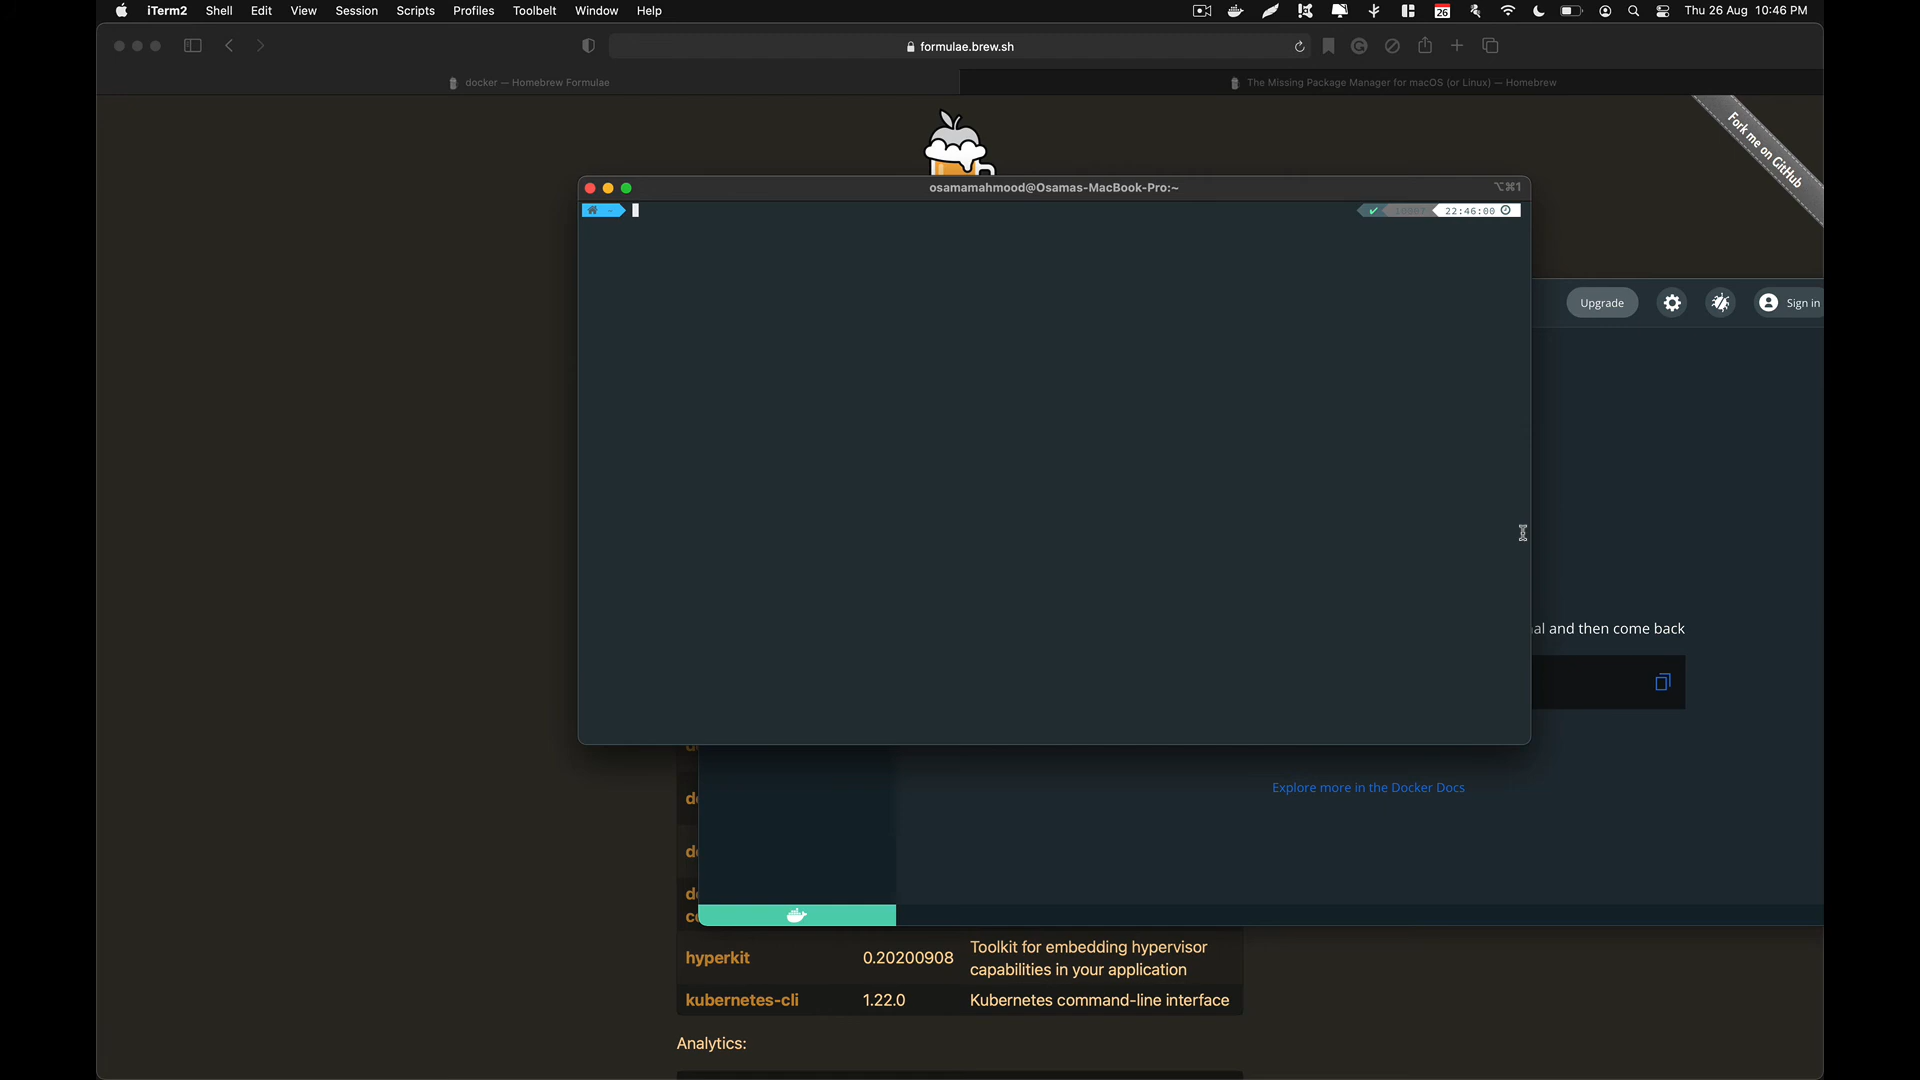 iTerm2 Shell Edit View Session Scripts Profiles Toolbelt Window Help 26 Thu 26 Aug 10:46 PM
formulae.brew.sh
docker — Homebrew Formulae
The Missing Package Manager for macOS (or Linux) — Homebrew
Fork me on GitHub
osamamahmood@Osamas-MacBook-Pro:~
⌥⌘1
~
22:46:00
Upgrade
Sign in
and then come back
Explore more in the Docker Docs
hyperkit 0.20200908 Toolkit for embedding hypervisor
capabilities in your application
kubernetes-cli 1.22.0 Kubernetes command-line interface
Analytics: